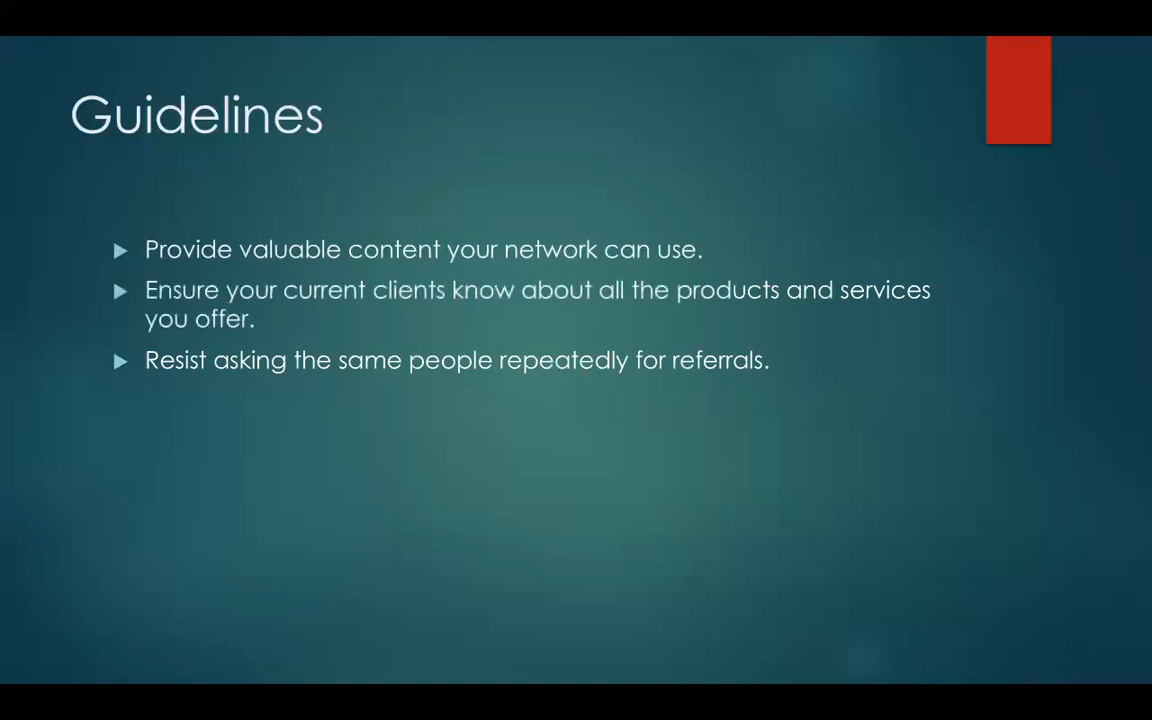 Guidelines
Provide valuable content your network can use.
Ensure your current clients know about all the products and services
you offer.
Resist asking the same people repeatedly for referrals.